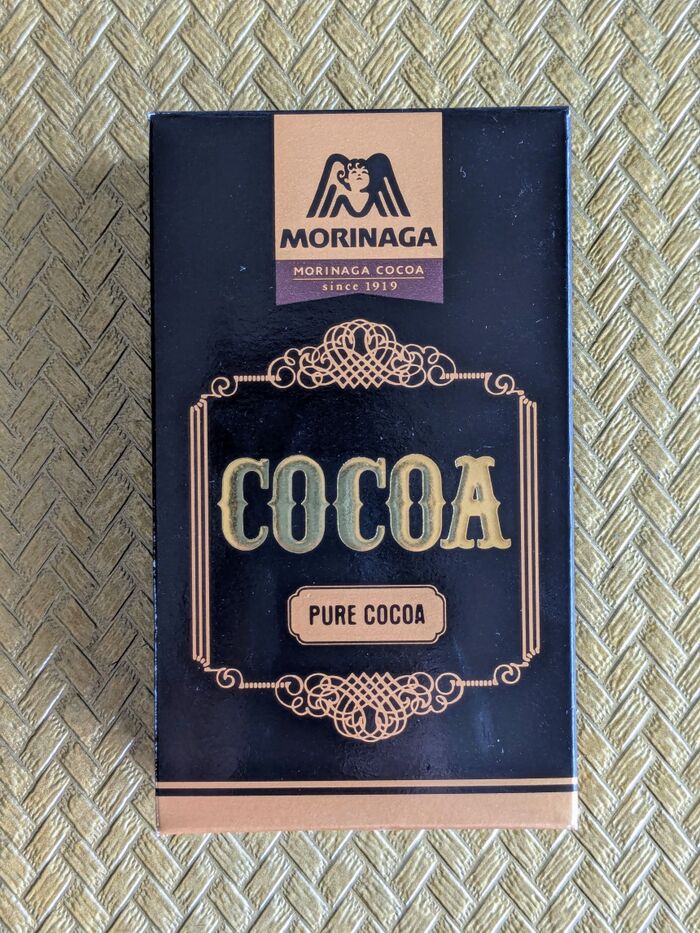 MORINAGA
MORINAGA COCOA
since 1919
COCOA
PURE COCOA